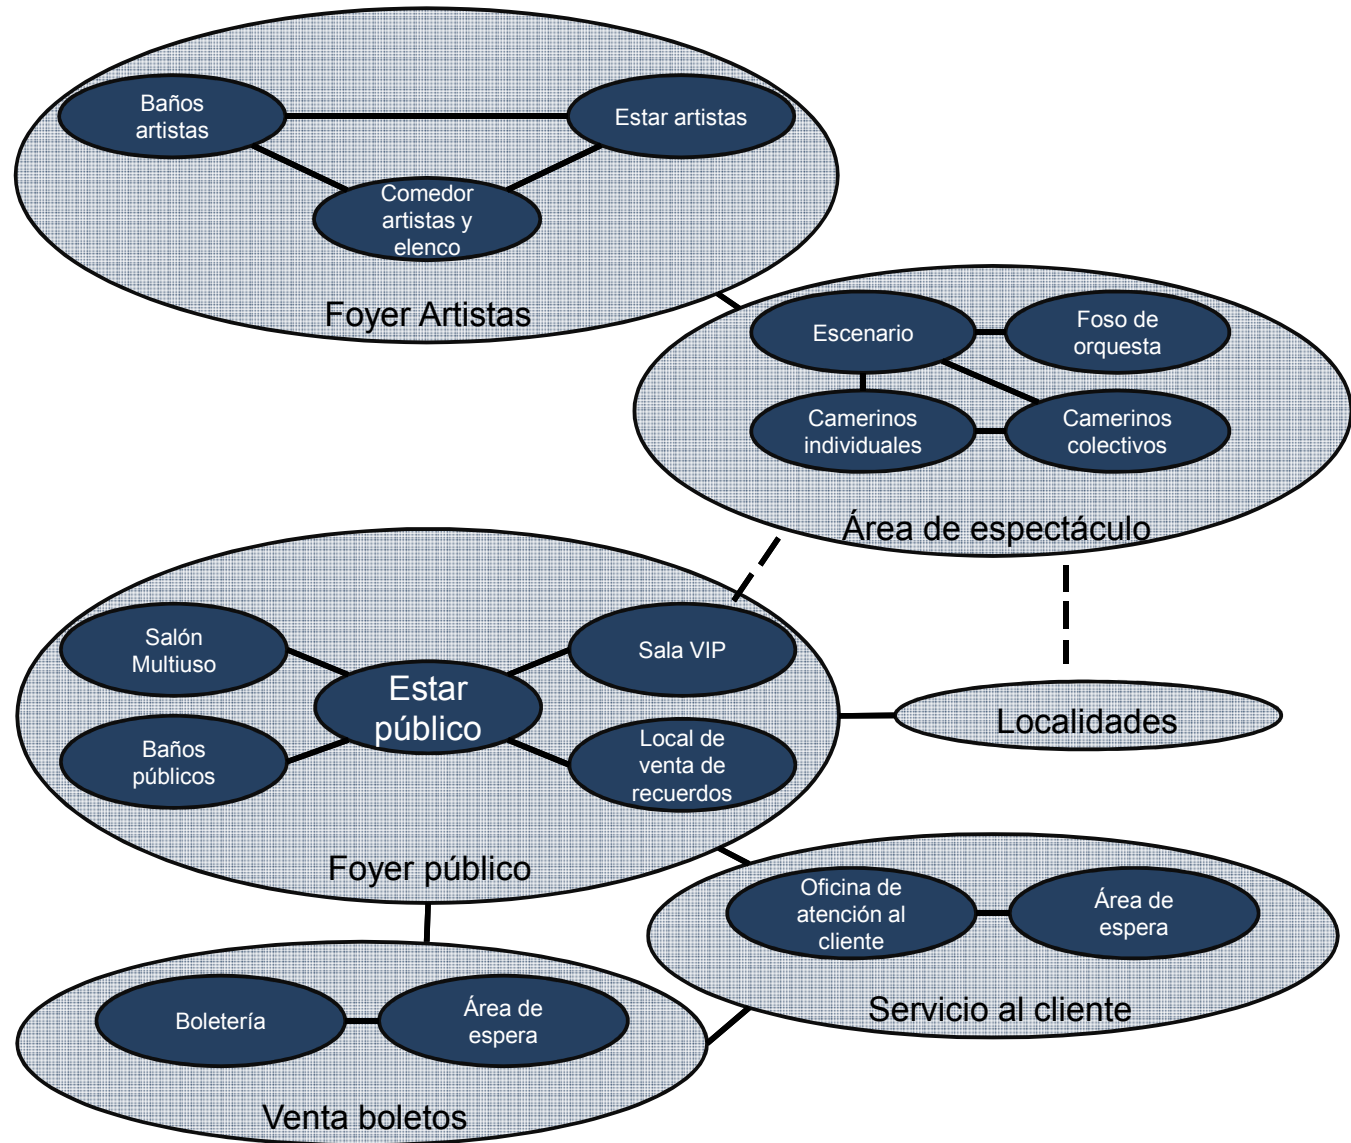 Baños
artistas
Estar artistas
Comedor
artistas y
elenco
Foyer Artistas
Escenario
Foso de
orquesta
Camerinos
individuales
Camerinos
colectivos
Área de espectáculo
Salón
Multiuso
Sala VIP
Estar
público
Baños
públicos
Local de
venta de
recuerdos
Foyer público
Localidades
Oficina de
atención al
cliente
Área de
espera
Servicio al cliente
Boletería
Área de
espera
Venta boletos